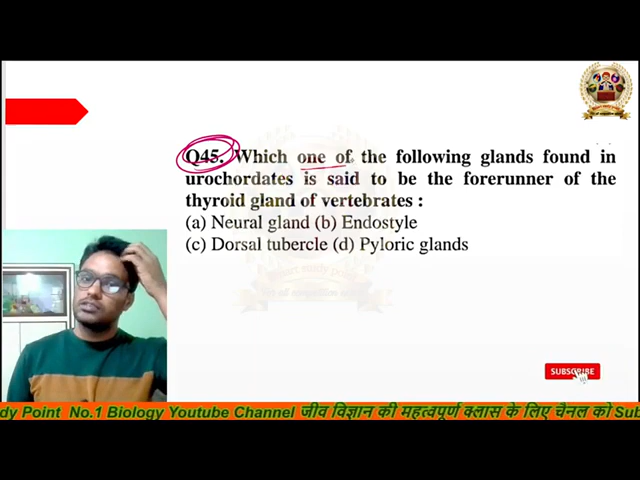 Q45. Which one of the following glands found in
urochordates is said to be the forerunner of the
thyroid gland of vertebrates :
(a) Neural gland (b) Endostyle
(c) Dorsal tubercle (d) Pyloric glands
SUBSCRIBE
dy Point No.1 Biology Youtube Channel जीव विज्ञान की महत्वपूर्ण क्लास के लिए चैनल को Sub